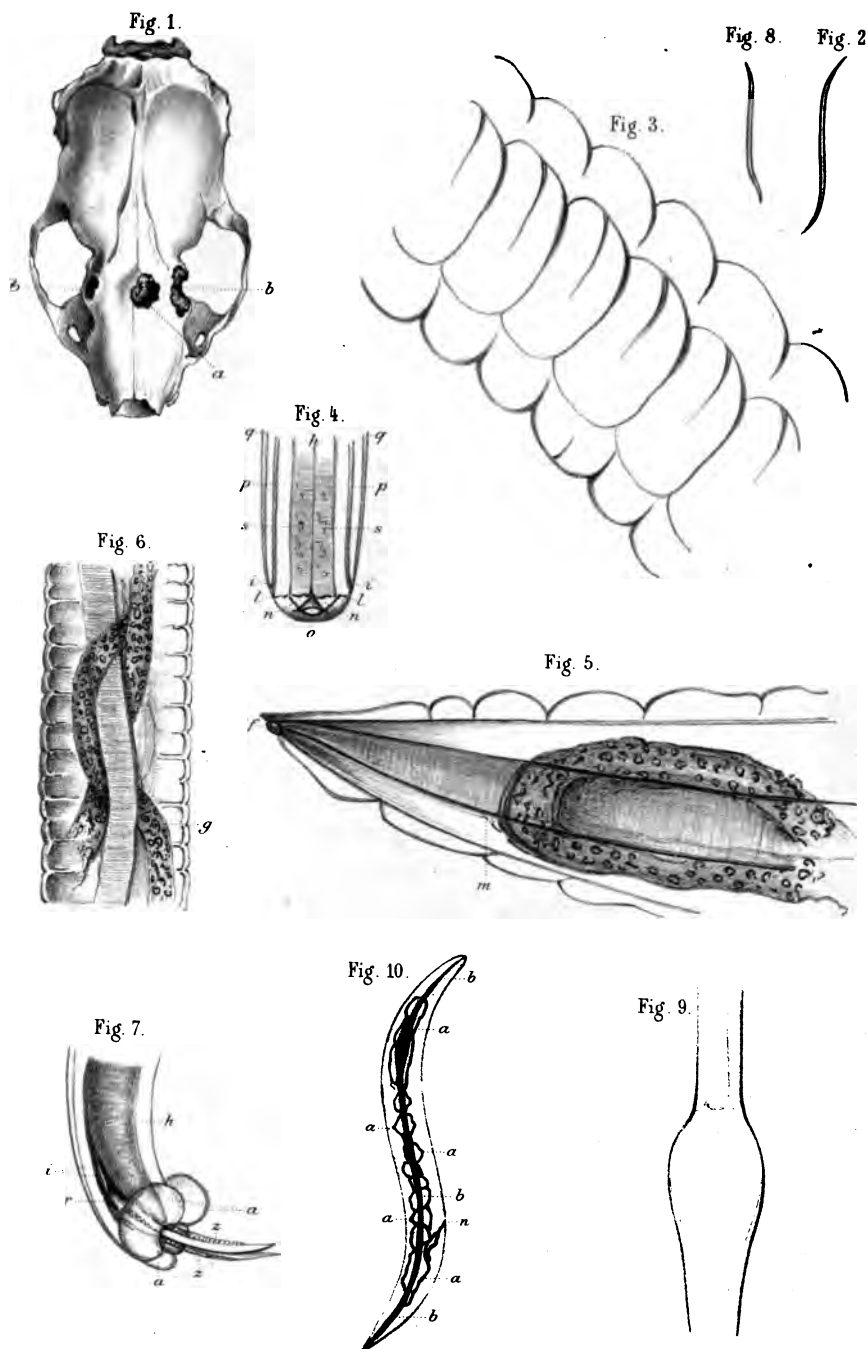 Fig. 1.
Fig. 8.
Fig. 2
Fig. 3.
b
a
Fig. 4.
q h q
p p
s s
i i
l l
n n
o
Fig. 6.
g
Fig. 5.
f
m
Fig. 7.
h
i
r
a
z
z
a
Fig. 10.
b
a
a
a
b
a
n
a
b
Fig. 9.